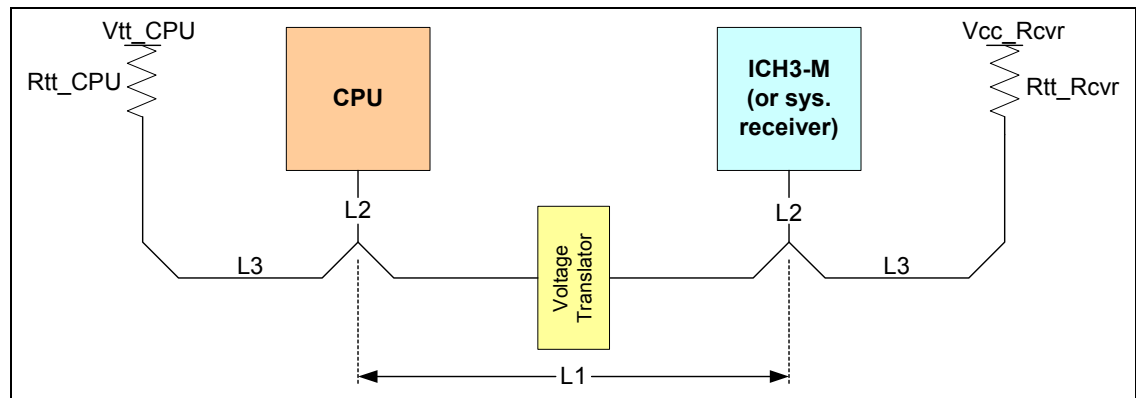 Vtt_CPU
Rtt_CPU
CPU
ICH3-M
(or sys.
receiver)
Vcc_Rcvr
Rtt_Rcvr
L2
L2
L3
Voltage
Translator
L3
L1